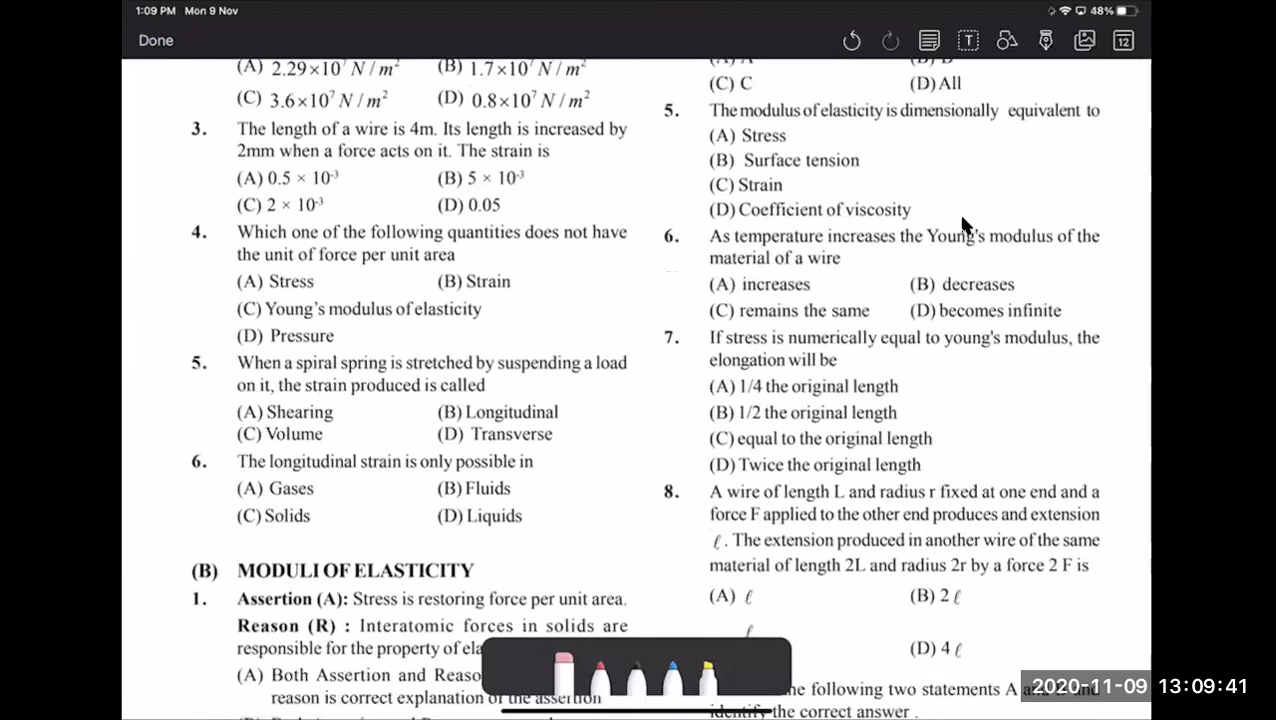 1:09 PM Mon 9 Nov
48%
Done
T
12
(A) 2.29×10⁷ N/m² (B) 1.7×10⁷ N/m²
(C) 3.6×10⁷ N/m² (D) 0.8×10⁷ N/m²
3. The length of a wire is 4m. Its length is increased by
2mm when a force acts on it. The strain is
(A) 0.5 × 10⁻³ (B) 5 × 10⁻³
(C) 2 × 10⁻³ (D) 0.05
4. Which one of the following quantities does not have
the unit of force per unit area
(A) Stress (B) Strain
(C) Young's modulus of elasticity
(D) Pressure
5. When a spiral spring is stretched by suspending a load
on it, the strain produced is called
(A) Shearing (B) Longitudinal
(C) Volume (D) Transverse
6. The longitudinal strain is only possible in
(A) Gases (B) Fluids
(C) Solids (D) Liquids
(B) MODULI OF ELASTICITY
1. Assertion (A): Stress is restoring force per unit area.
Reason (R) : Interatomic forces in solids are
responsible for the property of ela
(A) Both Assertion and Reaso
reason is correct explanation of the assertion
(C) C (D) All
5. The modulus of elasticity is dimensionally equivalent to
(A) Stress
(B) Surface tension
(C) Strain
(D) Coefficient of viscosity
6. As temperature increases the Young's modulus of the
material of a wire
(A) increases (B) decreases
(C) remains the same (D) becomes infinite
7. If stress is numerically equal to young's modulus, the
elongation will be
(A) 1/4 the original length
(B) 1/2 the original length
(C) equal to the original length
(D) Twice the original length
8. A wire of length L and radius r fixed at one end and a
force F applied to the other end produces and extension
ℓ. The extension produced in another wire of the same
material of length 2L and radius 2r by a force 2 F is
(A) ℓ (B) 2 ℓ
ℓ
(D) 4 ℓ
he following two statements A and
identify the correct answer .
2020-11-09 13:09:41